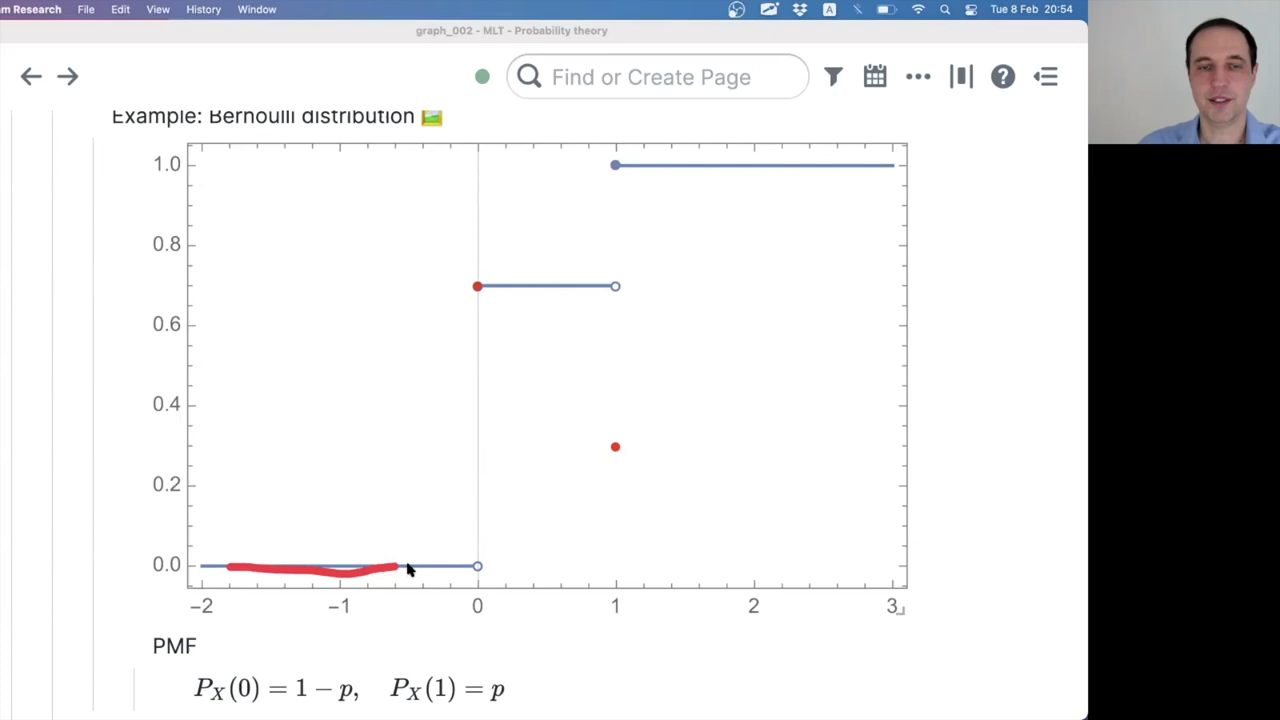 am Research File Edit View History Window A Tue 8 Feb 20:54
graph_002 - MLT - Probability theory
Find or Create Page
Example: Bernoulli distribution
1.0
0.8
0.6
0.4
0.2
0.0
−2 −1 0 1 2 3
PMF
P_X(0) = 1 − p, P_X(1) = p